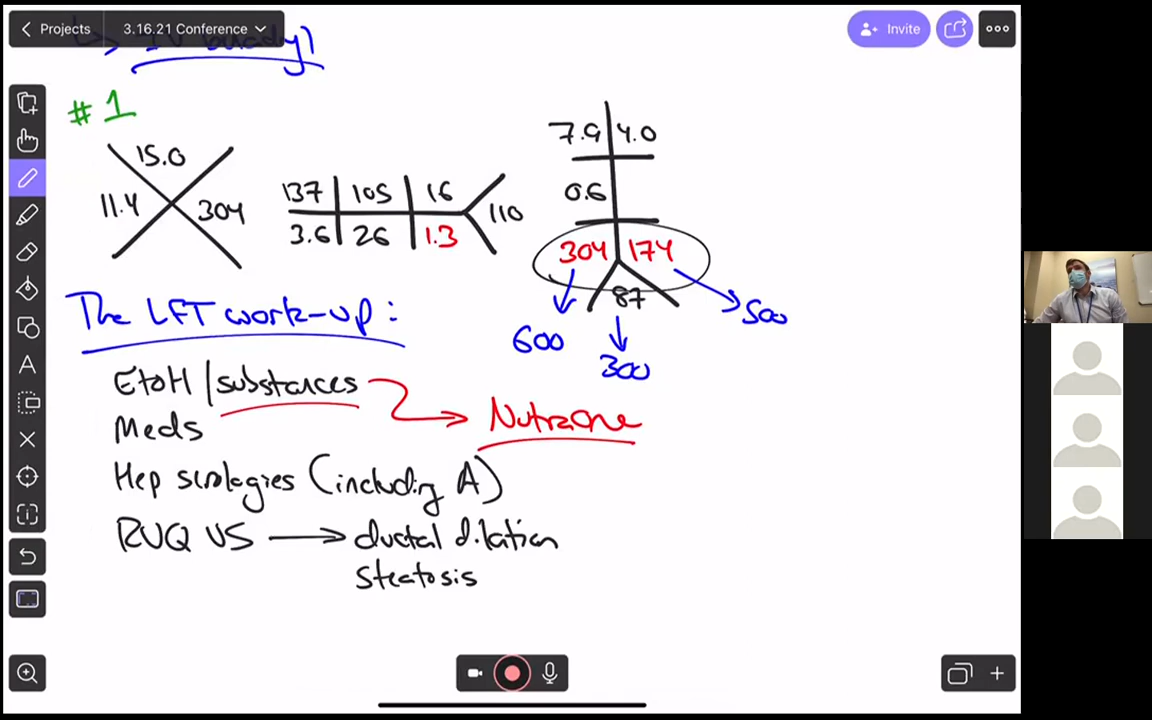 Projects
3.16.21 Conference
Invite
IV
#1
15.0
11.4 304
137 105 16
110
3.6 26 1.3
7.9 4.0
0.6
304 174
87
600
300
500
The LFT work-up:
EtoH / substances
Nutrazone
Meds
Hep serologies (including A)
RUQ US → ductal dilation
Steatosis
A